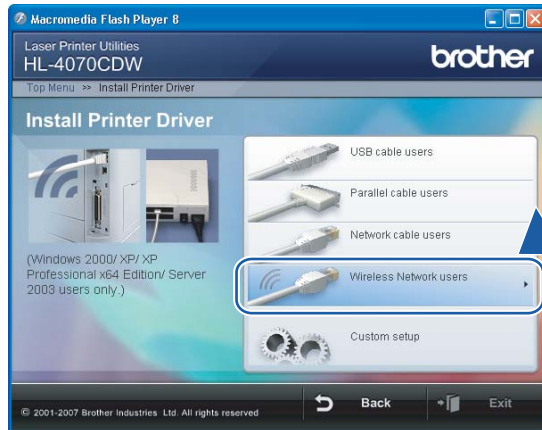 Macromedia Flash Player 8
Laser Printer Utilities
HL-4070CDW
brother
Top Menu >> Install Printer Driver
Install Printer Driver
USB cable users
Parallel cable users
Network cable users
(Windows 2000/ XP/ XP
Professional x64 Edition/ Server
2003 users only.)
Wireless Network users
Custom setup
© 2001-2007 Brother Industries Ltd. All rights reserved
Back
Exit